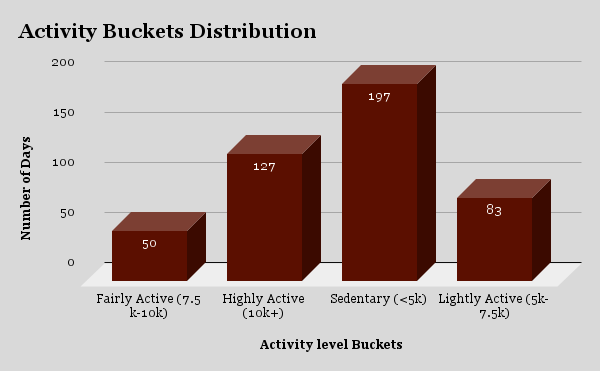 Activity Buckets Distribution
Number of Days
200
150
100
50
0
50
127
197
83
Fairly Active (7.5
k-10k)
Highly Active
(10k+)
Sedentary (<5k)
Lightly Active (5k-
7.5k)
Activity level Buckets